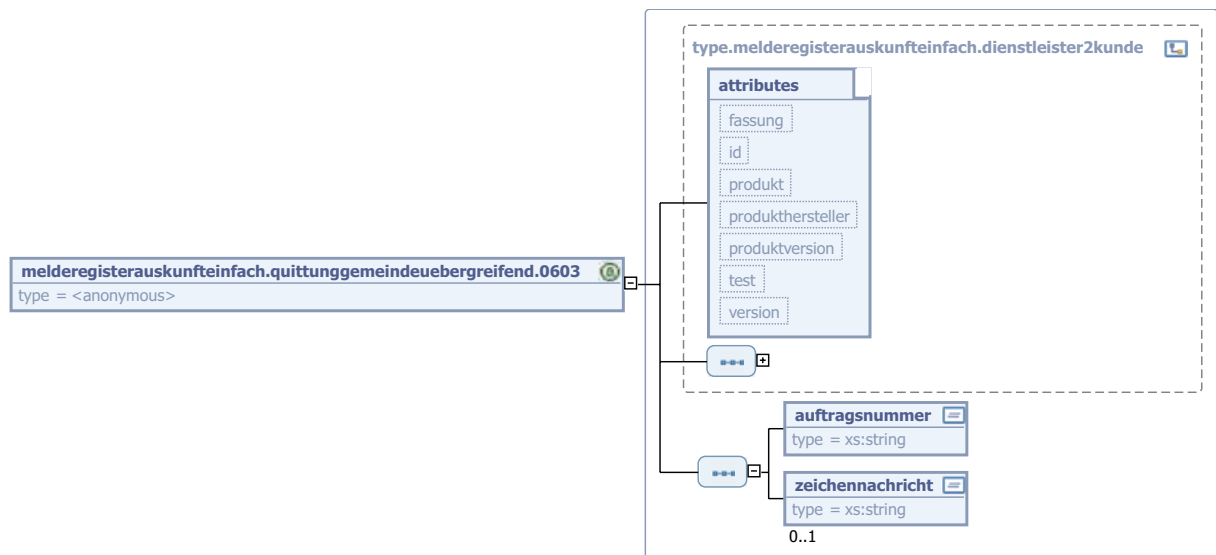 type.melderegisterauskunfteinfach.dienstleister2kunde
attributes
fassung
id
produkt
produkthersteller
produktversion
test
version
melderegisterauskunfteinfach.quittunggemeindeuebergreifend.0603
type = <anonymous>
auftragsnummer
type = xs:string
zeichennachricht
type = xs:string
0..1